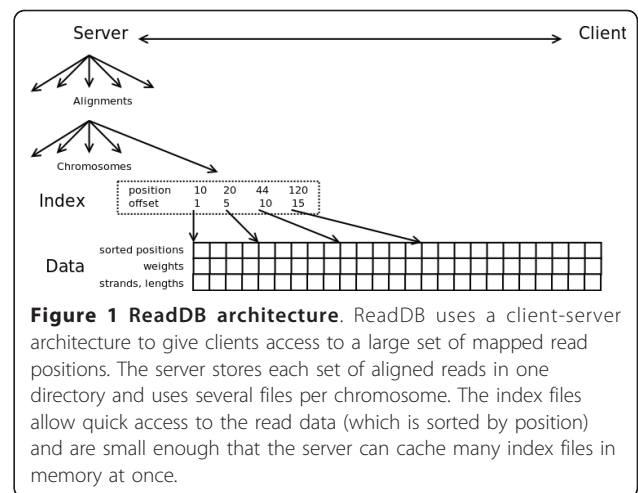 Server Client
Alignments
Chromosomes
Index
position 10 20 44 120
offset 1 5 10 15
Data
sorted positions
weights
strands, lengths
Figure 1 ReadDB architecture. ReadDB uses a client-server
architecture to give clients access to a large set of mapped read
positions. The server stores each set of aligned reads in one
directory and uses several files per chromosome. The index files
allow quick access to the read data (which is sorted by position)
and are small enough that the server can cache many index files in
memory at once.